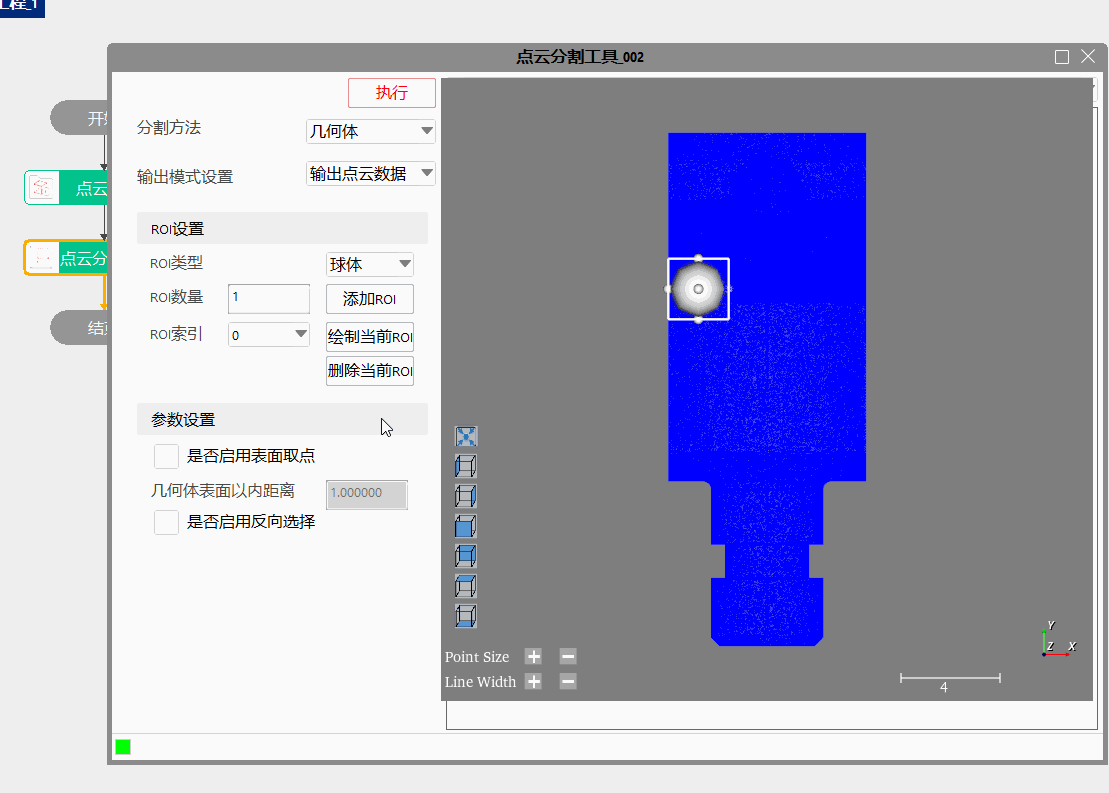 工程_1
点云分割工具_002
执行
分割方法
几何体
输出模式设置
输出点云数据
ROI设置
ROI类型
球体
ROI数量
1
添加ROI
ROI索引
0
绘制当前ROI
删除当前ROI
参数设置
是否启用表面取点
几何体表面以内距离
1.000000
是否启用反向选择
开始
点云
点云分
结束
Point Size
Line Width
Y
Z
X
4